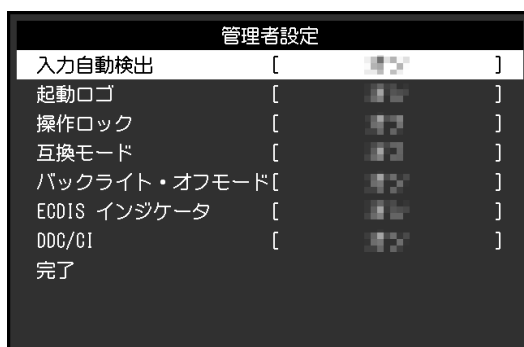 管理者設定
入力自動検出 [ ]
起動ロゴ [ ]
操作ロック [ ]
互換モード [ ]
バックライト・オフモード[ ]
ECDIS インジケータ [ ]
DDC/CI [ ]
完了